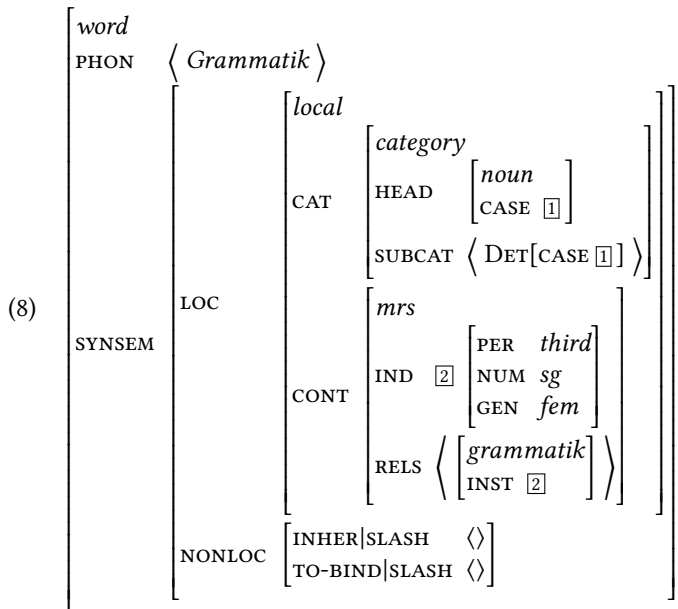 word
PHON ⟨ Grammatik ⟩
local
category
HEAD noun
CASE 1
CAT
SUBCAT ⟨ DET[CASE 1] ⟩
(8)
LOC
mrs
SYNSEM
PER third
IND 2 NUM sg
GEN fem
CONT
RELS ⟨ [grammatik
INST 2] ⟩
NONLOC [INHER|SLASH ⟨⟩
TO-BIND|SLASH ⟨⟩]